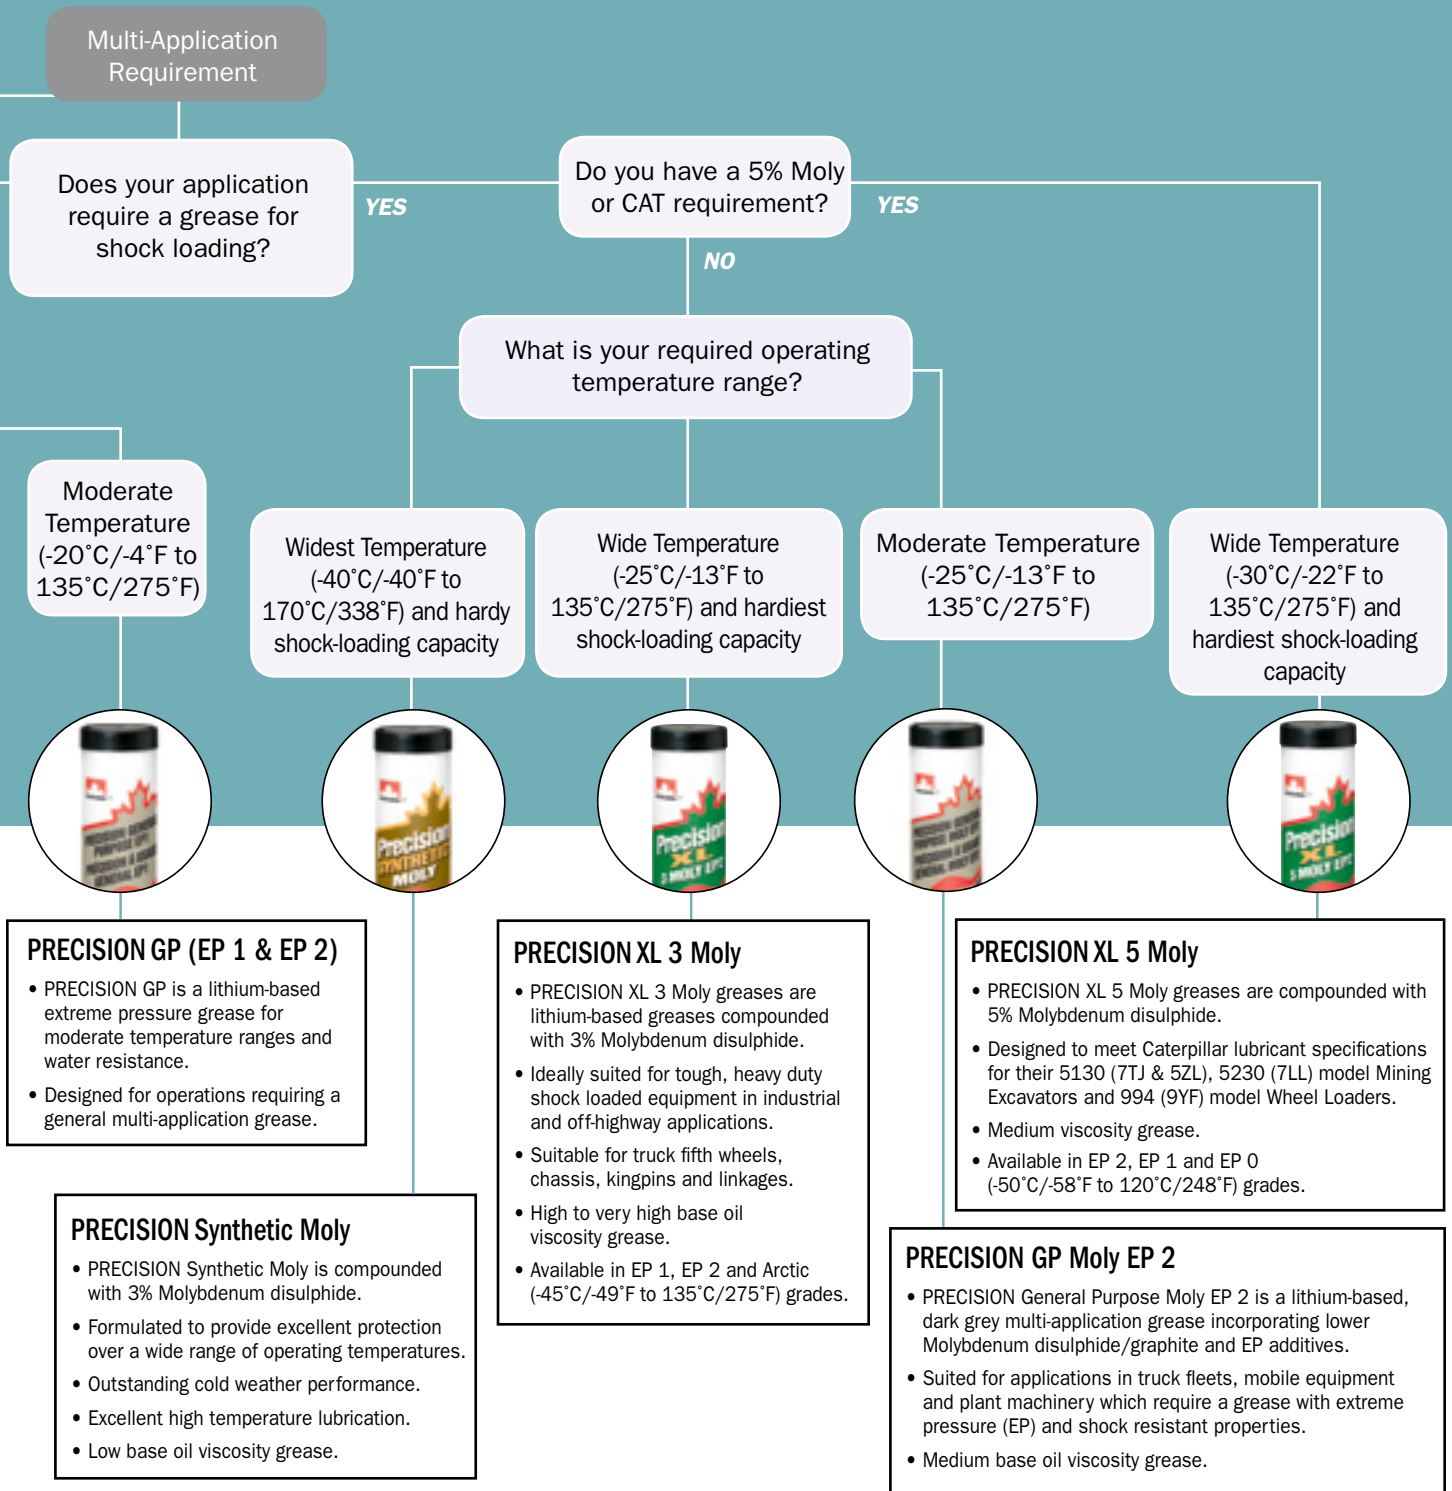 Multi-Application
Requirement
Does your application
require a grease for
shock loading?
YES
Do you have a 5% Moly
or CAT requirement?
YES
NO
What is your required operating
temperature range?
Moderate
Temperature
(-20˚C/-4˚F to
135˚C/275˚F)
Widest Temperature
(-40˚C/-40˚F to
170˚C/338˚F) and hardy
shock-loading capacity
Wide Temperature
(-25˚C/-13˚F to
135˚C/275˚F) and hardiest
shock-loading capacity
Moderate Temperature
(-25˚C/-13˚F to
135˚C/275˚F)
Wide Temperature
(-30˚C/-22˚F to
135˚C/275˚F) and
hardiest shock-loading
capacity
Precision
SYNTHETIC
MOLY
Precision
XL
3 MOLY EP2
Precision
XL
5 MOLY EP2
PRECISION GP (EP 1 & EP 2)
• PRECISION GP is a lithium-based
extreme pressure grease for
moderate temperature ranges and
water resistance.
• Designed for operations requiring a
general multi-application grease.
PRECISION Synthetic Moly
• PRECISION Synthetic Moly is compounded
with 3% Molybdenum disulphide.
• Formulated to provide excellent protection
over a wide range of operating temperatures.
• Outstanding cold weather performance.
• Excellent high temperature lubrication.
• Low base oil viscosity grease.
PRECISION XL 3 Moly
• PRECISION XL 3 Moly greases are
lithium-based greases compounded
with 3% Molybdenum disulphide.
• Ideally suited for tough, heavy duty
shock loaded equipment in industrial
and off-highway applications.
• Suitable for truck fifth wheels,
chassis, kingpins and linkages.
• High to very high base oil
viscosity grease.
• Available in EP 1, EP 2 and Arctic
(-45˚C/-49˚F to 135˚C/275˚F) grades.
PRECISION XL 5 Moly
• PRECISION XL 5 Moly greases are compounded with
5% Molybdenum disulphide.
• Designed to meet Caterpillar lubricant specifications
for their 5130 (7TJ & 5ZL), 5230 (7LL) model Mining
Excavators and 994 (9YF) model Wheel Loaders.
• Medium viscosity grease.
• Available in EP 2, EP 1 and EP 0
(-50˚C/-58˚F to 120˚C/248˚F) grades.
PRECISION GP Moly EP 2
• PRECISION General Purpose Moly EP 2 is a lithium-based,
dark grey multi-application grease incorporating lower
Molybdenum disulphide/graphite and EP additives.
• Suited for applications in truck fleets, mobile equipment
and plant machinery which require a grease with extreme
pressure (EP) and shock resistant properties.
• Medium base oil viscosity grease.